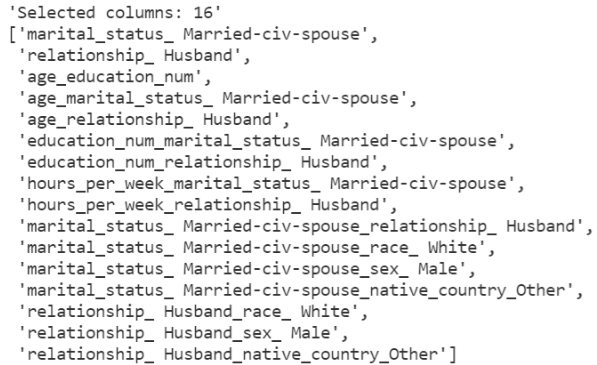 'Selected columns: 16'
['marital_status_ Married-civ-spouse',
 'relationship_ Husband',
 'age_education_num',
 'age_marital_status_ Married-civ-spouse',
 'age_relationship_ Husband',
 'education_num_marital_status_ Married-civ-spouse',
 'education_num_relationship_ Husband',
 'hours_per_week_marital_status_ Married-civ-spouse',
 'hours_per_week_relationship_ Husband',
 'marital_status_ Married-civ-spouse_relationship_ Husband',
 'marital_status_ Married-civ-spouse_race_ White',
 'marital_status_ Married-civ-spouse_sex_ Male',
 'marital_status_ Married-civ-spouse_native_country_Other',
 'relationship_ Husband_race_ White',
 'relationship_ Husband_sex_ Male',
 'relationship_ Husband_native_country_Other']